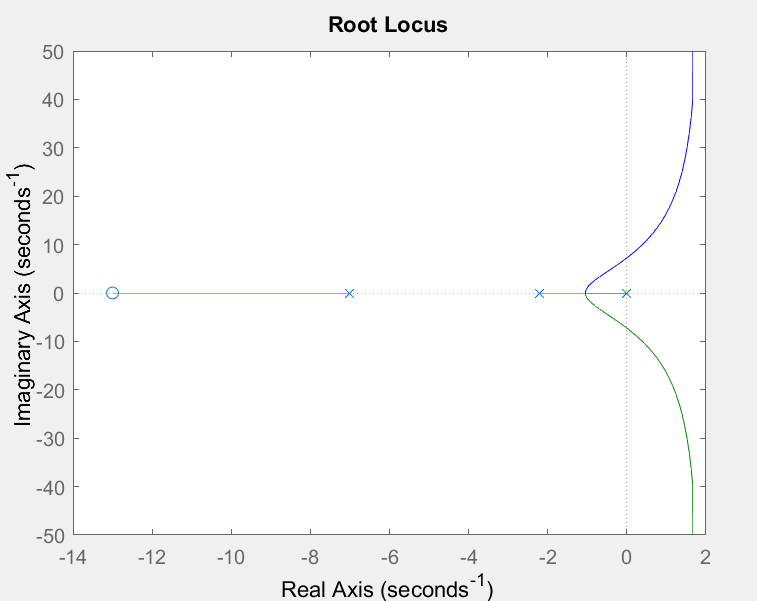 Root Locus
50
40
30
20
10
0
-10
-20
-30
-40
-50
Imaginary Axis (seconds⁻¹)
-14 -12 -10 -8 -6 -4 -2 0 2
Real Axis (seconds⁻¹)